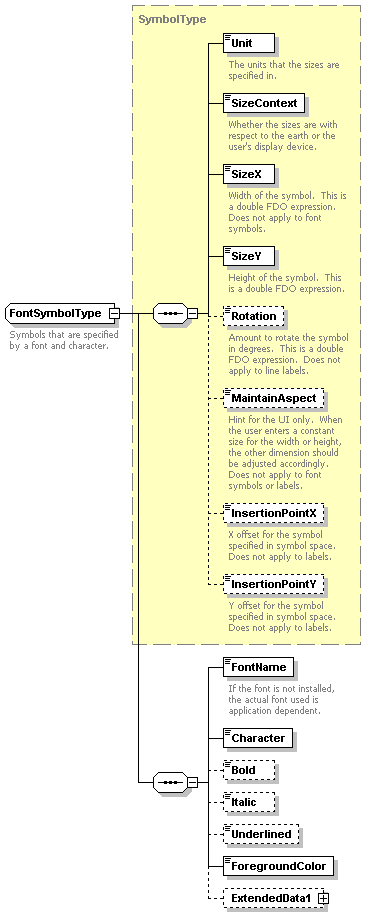 SymbolType
Unit
The units that the sizes are
specified in.
SizeContext
Whether the sizes are with
respect to the earth or the
user's display device.
SizeX
Width of the symbol. This is
a double FDO expression.
Does not apply to font
symbols.
SizeY
Height of the symbol. This
is a double FDO expression.
FontSymbolType
Symbols that are specified
by a font and character.
Rotation
Amount to rotate the symbol
in degrees. This is a double
FDO expression. Does not
apply to line labels.
MaintainAspect
Hint for the UI only. When
the user enters a constant
size for the width or height,
the other dimension should
be adjusted accordingly.
Does not apply to font
symbols or labels.
InsertionPointX
X offset for the symbol
specified in symbol space.
Does not apply to labels.
InsertionPointY
Y offset for the symbol
specified in symbol space.
Does not apply to labels.
FontName
If the font is not installed,
the actual font used is
application dependent.
Character
Bold
Italic
Underlined
ForegroundColor
ExtendedData1